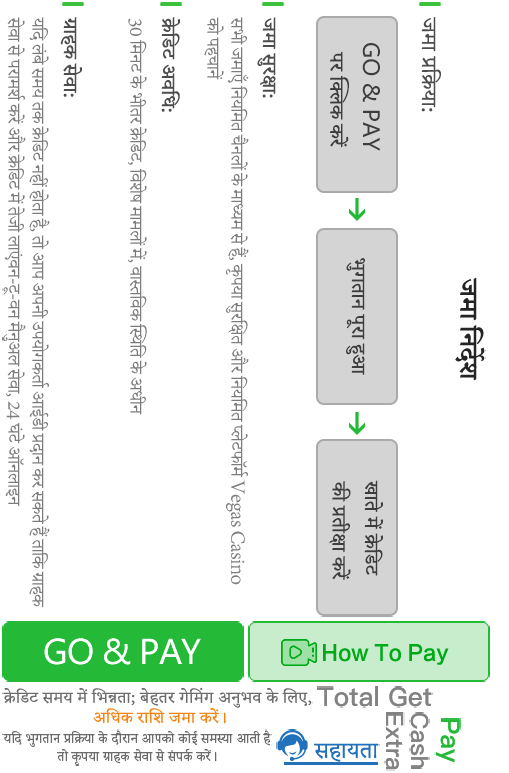 जमा निर्देश
जमा प्रक्रिया:
GO & PAY
पर क्लिक करें
भुगतान पूरा हुआ
खाते में क्रेडिट
की प्रतीक्षा करें
जमा सुरक्षा:
सभी जमाएँ नियमित चैनलों के माध्यम से हैं, कृपया सुरक्षित और नियमित प्लेटफॉर्म Vegas Casino
को पहचानें
क्रेडिट अवधि:
30 मिनट के भीतर क्रेडिट, विशेष मामलों में, वास्तविक स्थिति के अधीन
ग्राहक सेवा:
यदि लंबे समय तक क्रेडिट नहीं होता है, तो आप अपनी उपयोगकर्ता आईडी प्रदान कर सकते हैं ताकि ग्राहक
सेवा से परामर्श करें और क्रेडिट में तेजी लाएंवन-टू-वन मैनुअल सेवा, 24 घंटे ऑनलाइन
GO & PAY
How To Pay
क्रेडिट समय में भिन्नता; बेहतर गेमिंग अनुभव के लिए,
अधिक राशि जमा करें।
यदि भुगतान प्रक्रिया के दौरान आपको कोई समस्या आती है
तो कृपया ग्राहक सेवा से संपर्क करें।
सहायता
Total Get
Pay
Cash
Extra